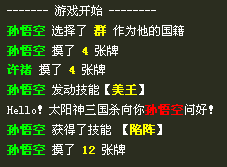 ------- 游戏开始 --------
孙悟空 选择了 群 作为他的国籍
孙悟空 摸了 4 张牌
许褚 摸了 4 张牌
孙悟空 发动技能【美王】
Hello! 太阳神三国杀向你孙悟空问好!
孙悟空 获得了技能 【陷阵】
孙悟空 摸了 12 张牌